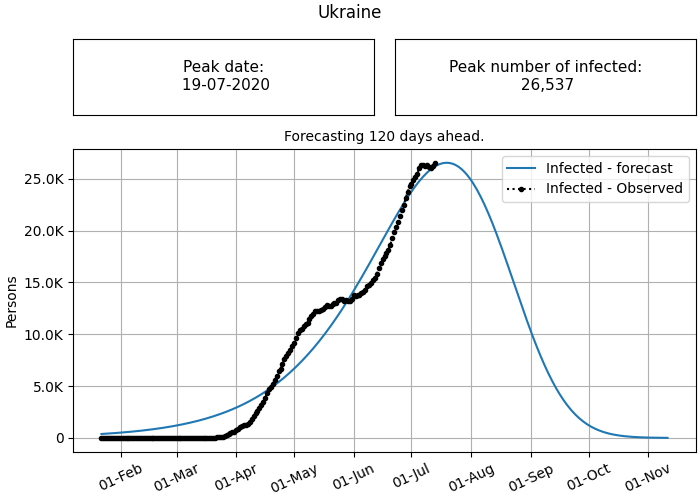 Ukraine
Peak date:
19-07-2020
Peak number of infected:
26,537
Forecasting 120 days ahead.
Infected - forecast
Infected - Observed
25.0K
20.0K
15.0K
10.0K
5.0K
0
Persons
01-Feb
01-Mar
01-Apr
01-May
01-Jun
01-Jul
01-Aug
01-Sep
01-Oct
01-Nov